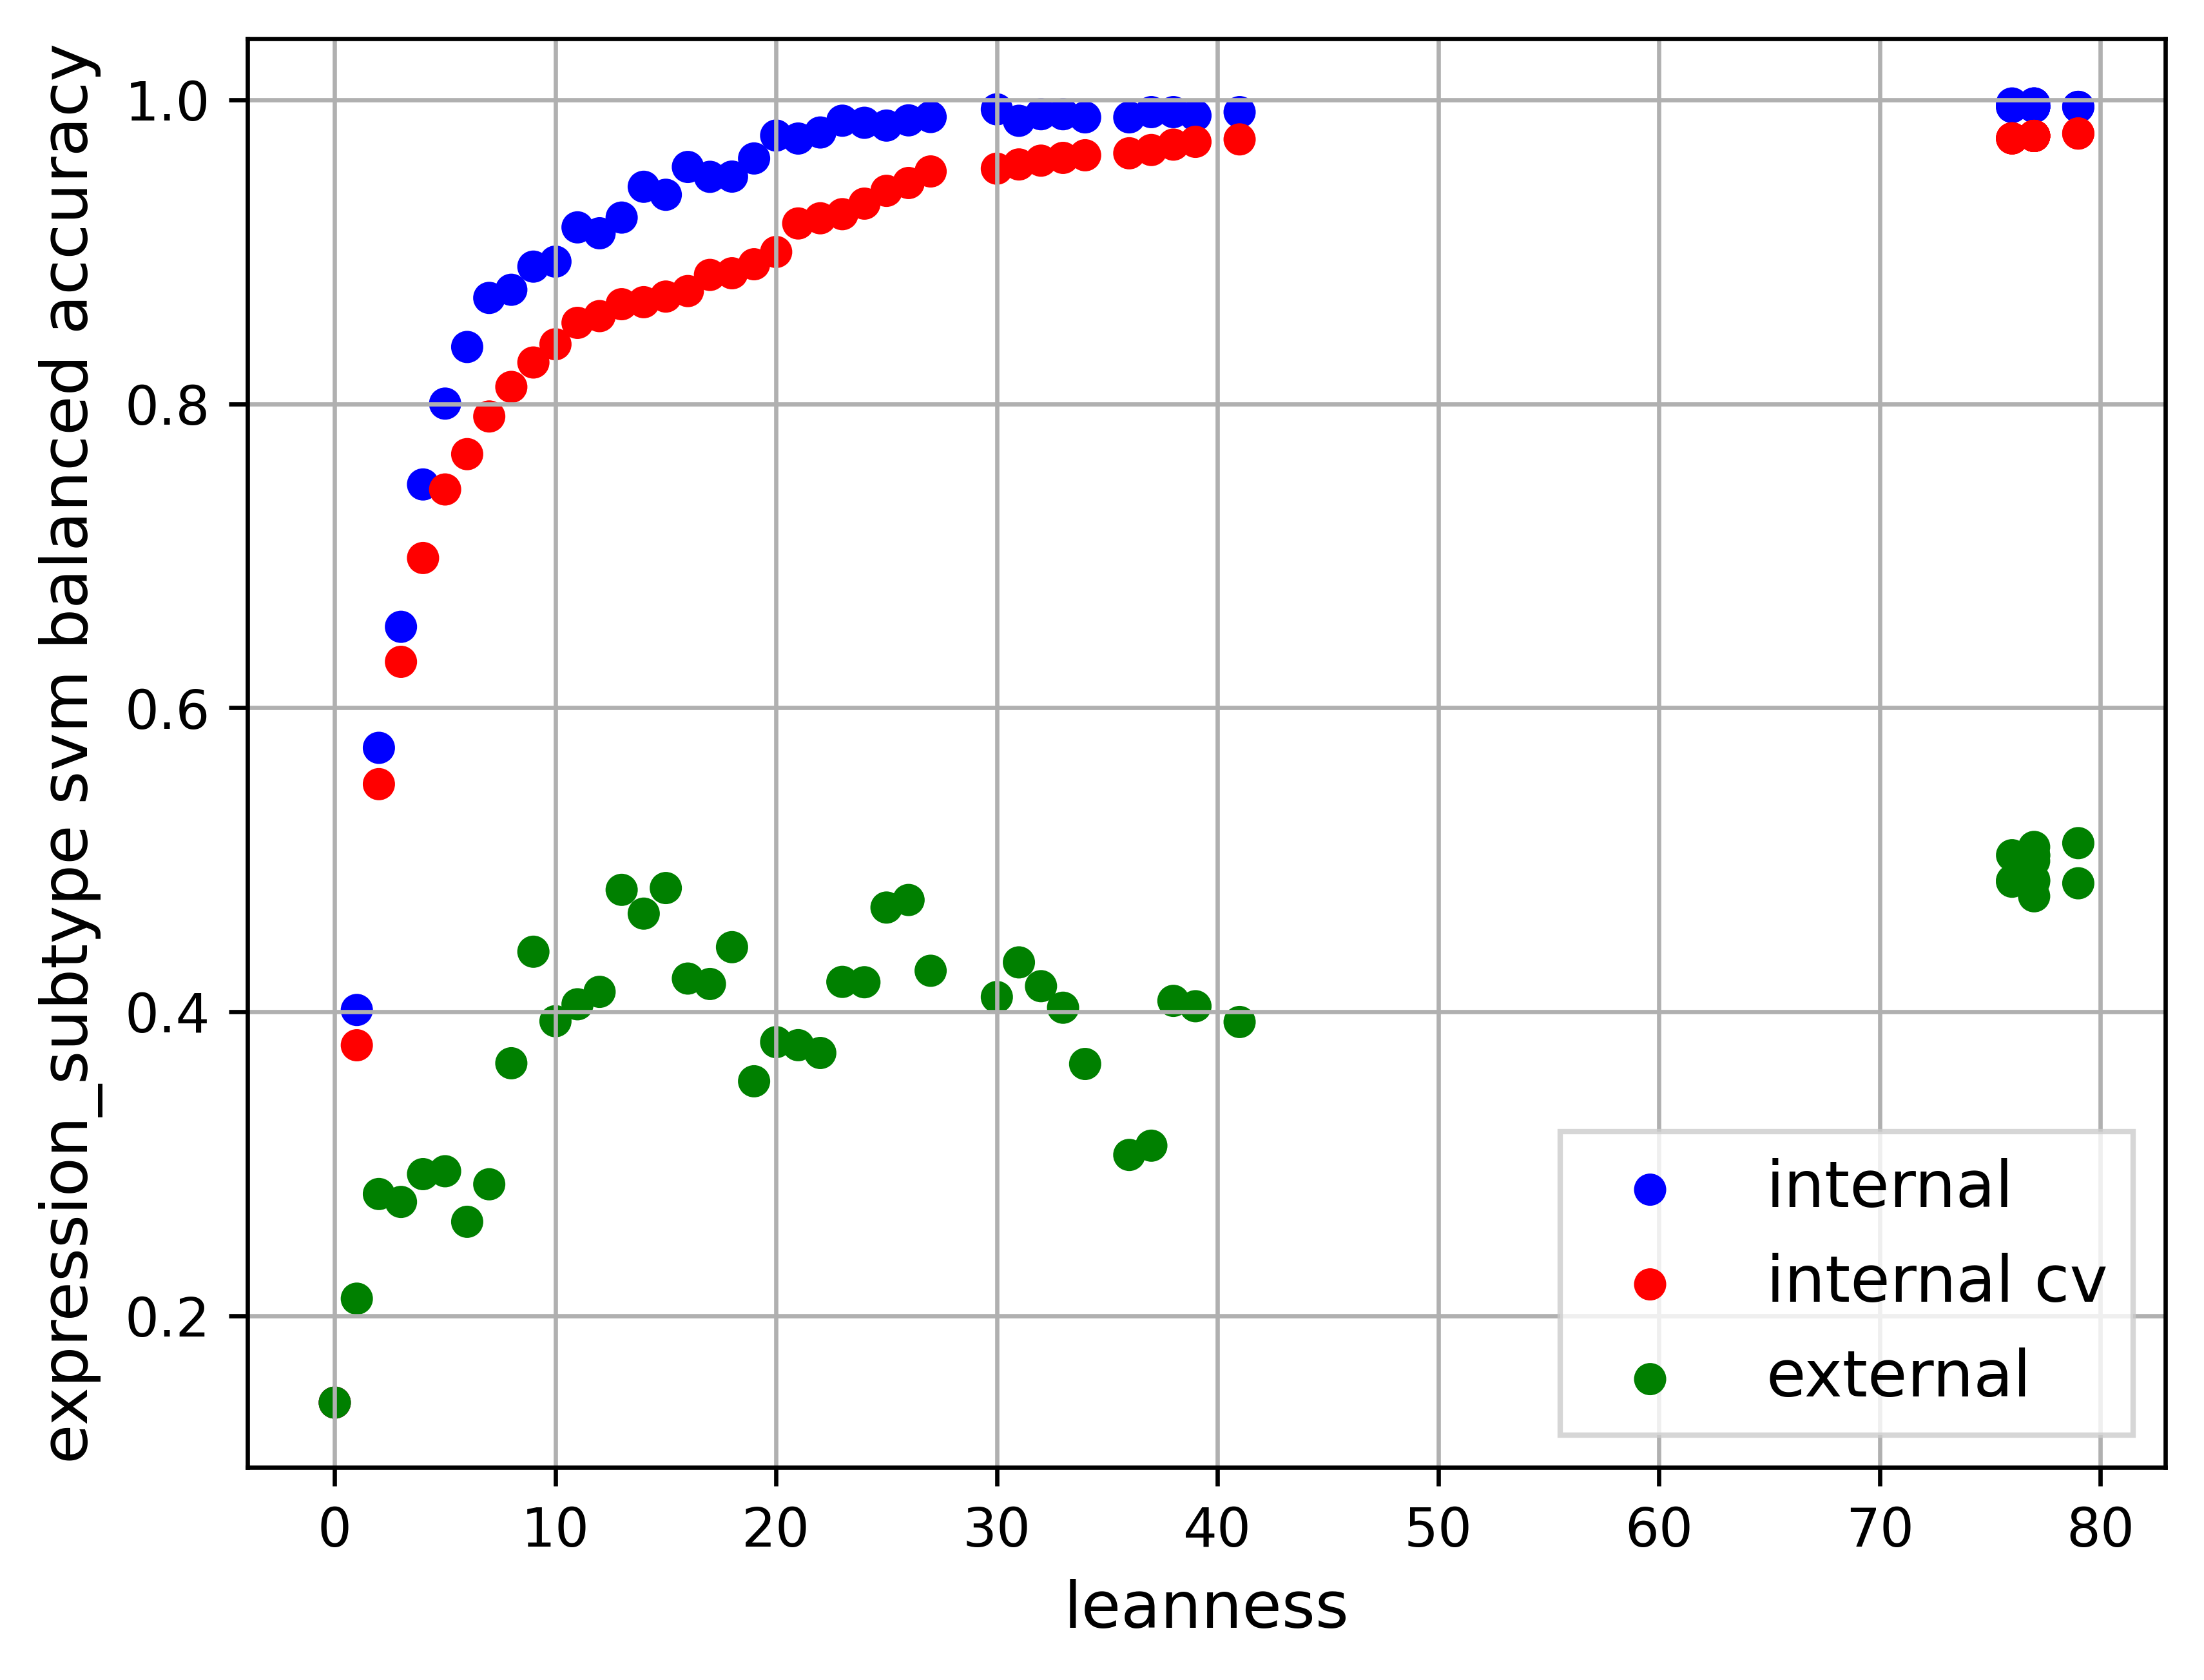 expression_subtype svm balanced accuracy
1.0
0.8
0.6
0.4
0.2
internal
internal cv
external
0 10 20 30 40 50 60 70 80
leanness